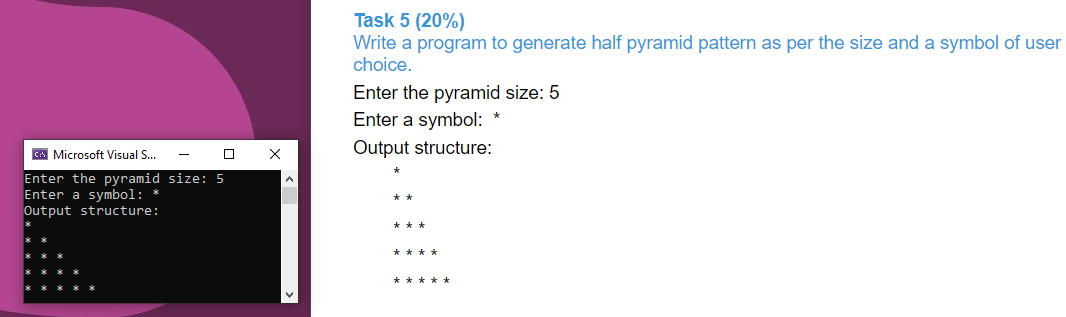 Task 5 (20%)
Write a program to generate half pyramid pattern as per the size and a symbol of user
choice.
Enter the pyramid size: 5
Enter a symbol: *
Output structure:
*
* *
* * *
* * * *
* * * * *
C:\ Microsoft Visual S...
Enter the pyramid size: 5
Enter a symbol: *
Output structure:
*
* *
* * *
* * * *
* * * * *